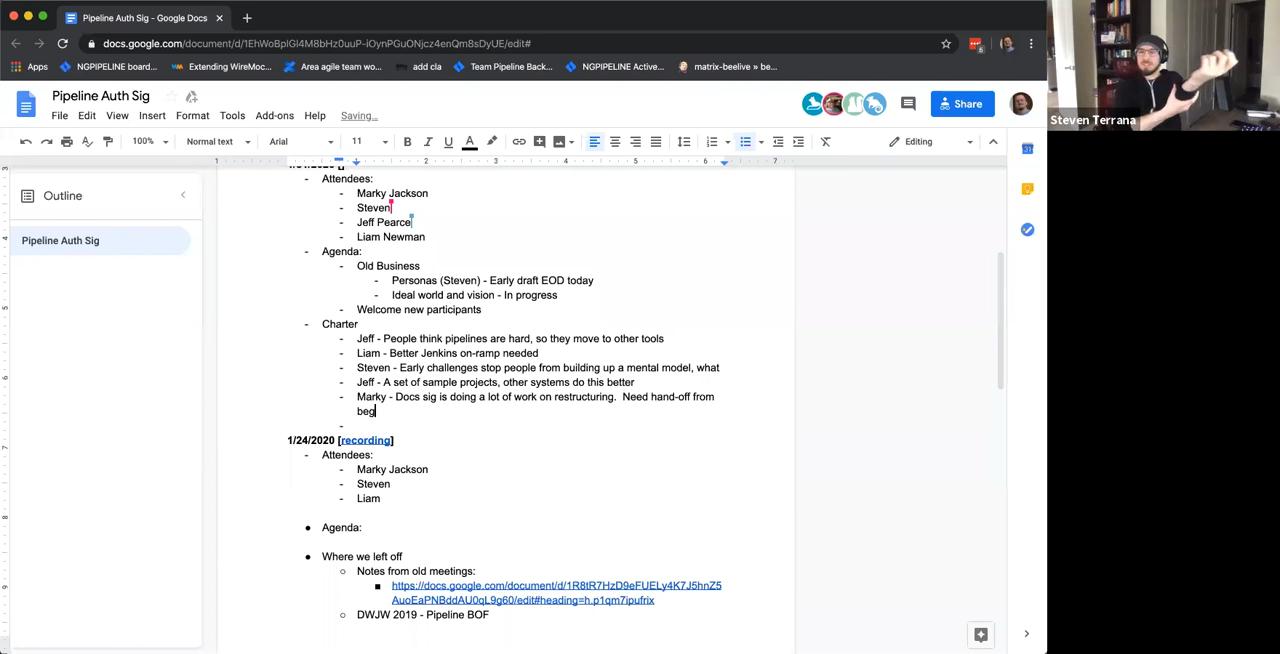 Pipeline Auth Sig - Google Docs
docs.google.com/document/d/1EhWoBplGl4M8bHz0uuP-iOynPGuONjcz4enQm8sDyUE/edit#
Apps NGPIPELINE board... Extending WireMoc... Area agile team wo... add cla Team Pipeline Back... NGPIPELINE Active... matrix-beelive » be...
Pipeline Auth Sig
File Edit View Insert Format Tools Add-ons Help Saving...
Share
100% Normal text Arial 11 Editing
Outline
Pipeline Auth Sig
- Attendees:
- Marky Jackson
- Steven
- Jeff Pearce
- Liam Newman
- Agenda:
- Old Business
- Personas (Steven) - Early draft EOD today
- Ideal world and vision - In progress
- Welcome new participants
- Charter
- Jeff - People think pipelines are hard, so they move to other tools
- Liam - Better Jenkins on-ramp needed
- Steven - Early challenges stop people from building up a mental model, what
- Jeff - A set of sample projects, other systems do this better
- Marky - Docs sig is doing a lot of work on restructuring. Need hand-off from
beg
-
1/24/2020 [recording]
- Attendees:
- Marky Jackson
- Steven
- Liam
● Agenda:
● Where we left off
○ Notes from old meetings:
■ https://docs.google.com/document/d/1R8tR7HzD9eFUELy4K7J5hnZ5
AuoEaPNBddAU0qL9g60/edit#heading=h.p1qm7ipufrix
○ DWJW 2019 - Pipeline BOF
Steven Terrana